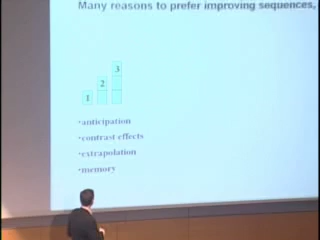 Many reasons to prefer improving sequences,
3
2
1
•anticipation
•contrast effects
•extrapolation
•memory